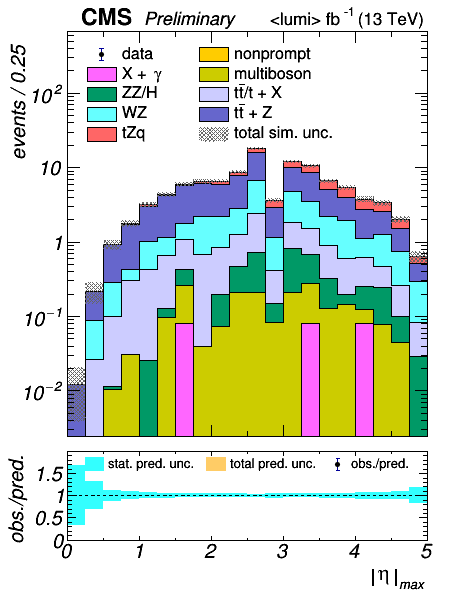 CMS Preliminary <lumi> fb⁻¹ (13 TeV)
events / 0.25
data nonprompt
X + γ multiboson
ZZ/H tt̄/t + X
WZ tt̄ + Z
tZq total sim. unc.
10²
10
1
10⁻¹
10⁻²
obs./pred.
stat. pred. unc. total pred. unc. obs./pred.
1.5
1
0.5
0
0 1 2 3 4 5
|η|max